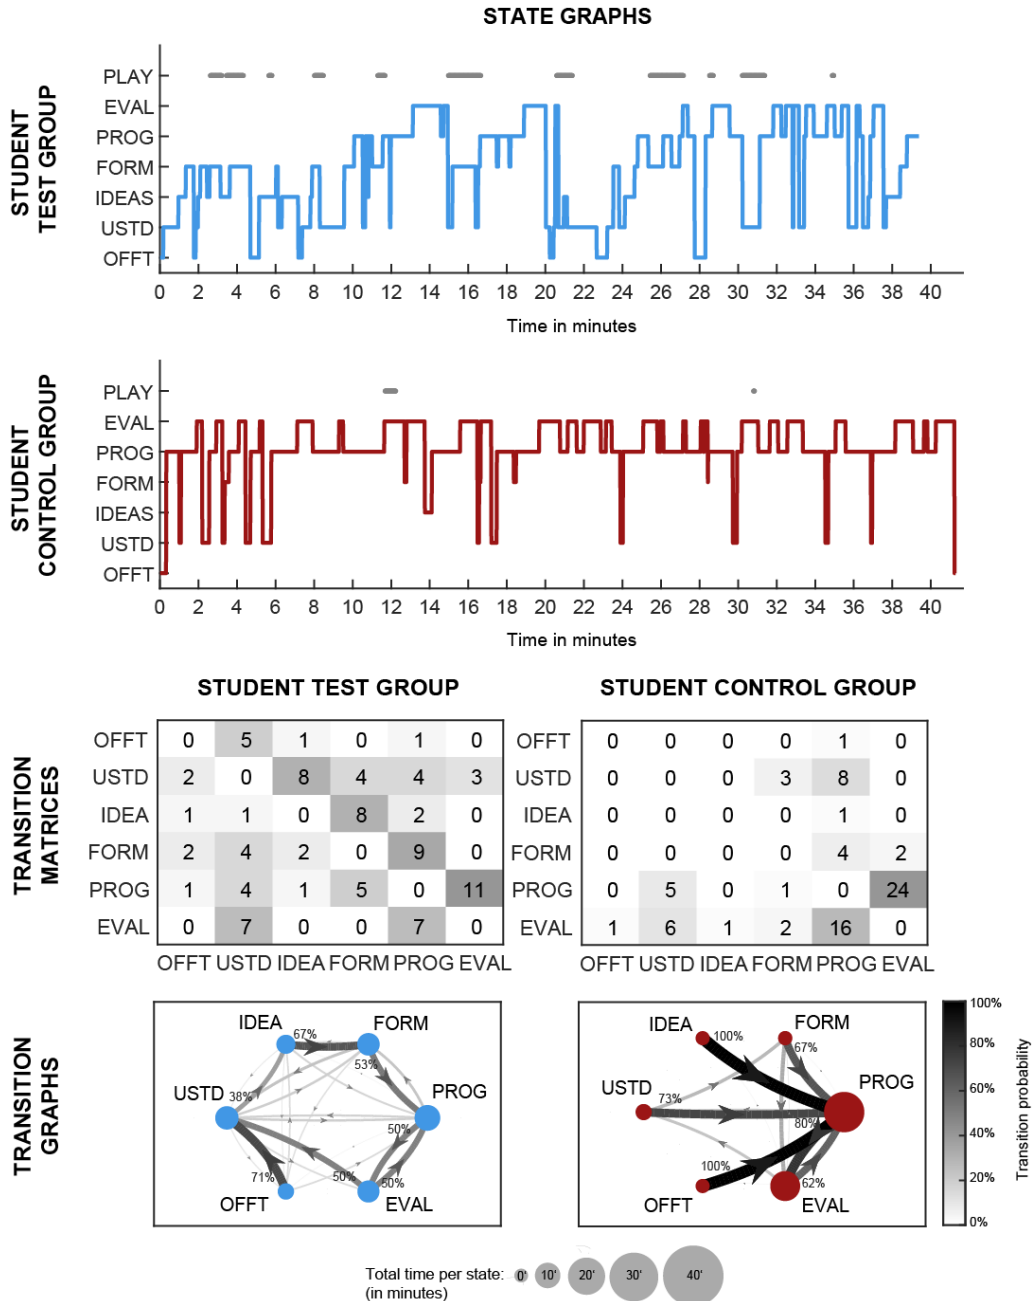 STATE GRAPHS
STUDENT
TEST GROUP
PLAY
EVAL
PROG
FORM
IDEAS
USTD
OFFT
0 2 4 6 8 10 12 14 16 18 20 22 24 26 28 30 32 34 36 38 40
Time in minutes
STUDENT
CONTROL GROUP
PLAY
EVAL
PROG
FORM
IDEAS
USTD
OFFT
0 2 4 6 8 10 12 14 16 18 20 22 24 26 28 30 32 34 36 38 40
Time in minutes
TRANSITION
MATRICES
STUDENT TEST GROUP
OFFT 0 5 1 0 1 0
USTD 2 0 8 4 4 3
IDEA 1 1 0 8 2 0
FORM 2 4 2 0 9 0
PROG 1 4 1 5 0 11
EVAL 0 7 0 0 7 0
OFFT USTD IDEA FORM PROG EVAL
STUDENT CONTROL GROUP
OFFT 0 0 0 0 1 0
USTD 0 0 0 3 8 0
IDEA 0 0 0 0 1 0
FORM 0 0 0 0 4 2
PROG 0 5 0 1 0 24
EVAL 1 6 1 2 16 0
OFFT USTD IDEA FORM PROG EVAL
TRANSITION
GRAPHS
IDEA FORM
67%
53%
USTD 38% PROG
50%
71% 50% 50%
OFFT EVAL
IDEA FORM
100% 67%
PROG
USTD 73%
80%
100% 62%
OFFT EVAL
100%
80%
60%
40%
20%
0%
Transition probability
Total time per state: 0' 10' 20' 30' 40'
(in minutes)